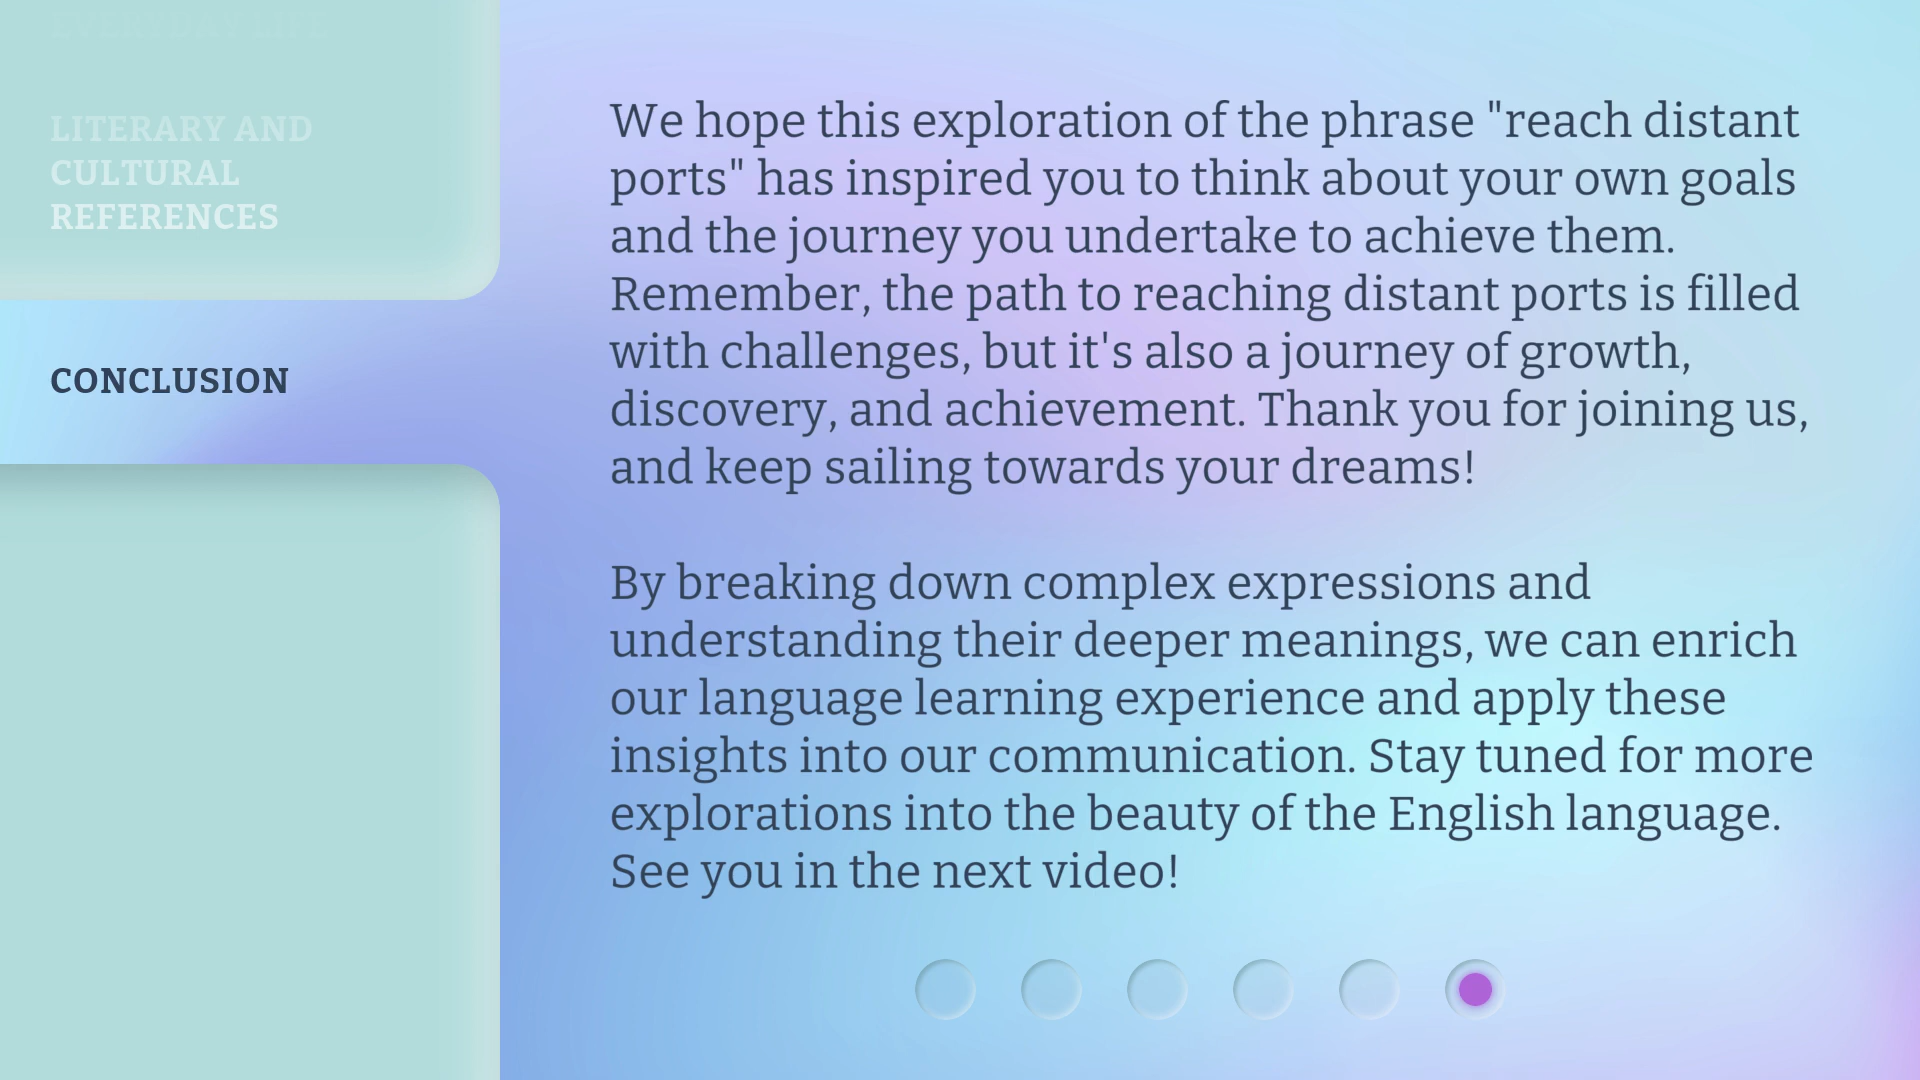 EVERYDAY LIFE
LITERARY AND
CULTURAL
REFERENCES
CONCLUSION
We hope this exploration of the phrase "reach distant
ports" has inspired you to think about your own goals
and the journey you undertake to achieve them.
Remember, the path to reaching distant ports is filled
with challenges, but it's also a journey of growth,
discovery, and achievement. Thank you for joining us,
and keep sailing towards your dreams!
By breaking down complex expressions and
understanding their deeper meanings, we can enrich
our language learning experience and apply these
insights into our communication. Stay tuned for more
explorations into the beauty of the English language.
See you in the next video!